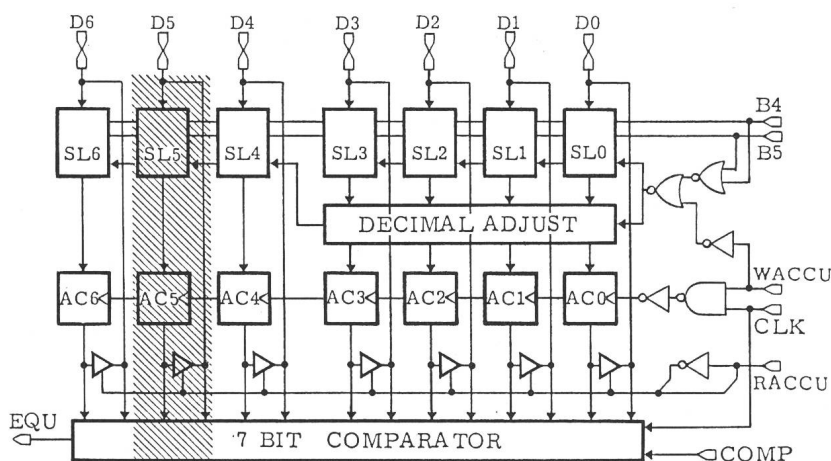 D6 D5 D4 D3 D2 D1 D0
B4
B5
SL6 SL5 SL4 SL3 SL2 SL1 SL0
DECIMAL ADJUST
WACCU
AC6 AC5 AC4 AC3 AC2 AC1 AC0
CLK
RACCU
EQU
7 BIT COMPARATOR
COMP